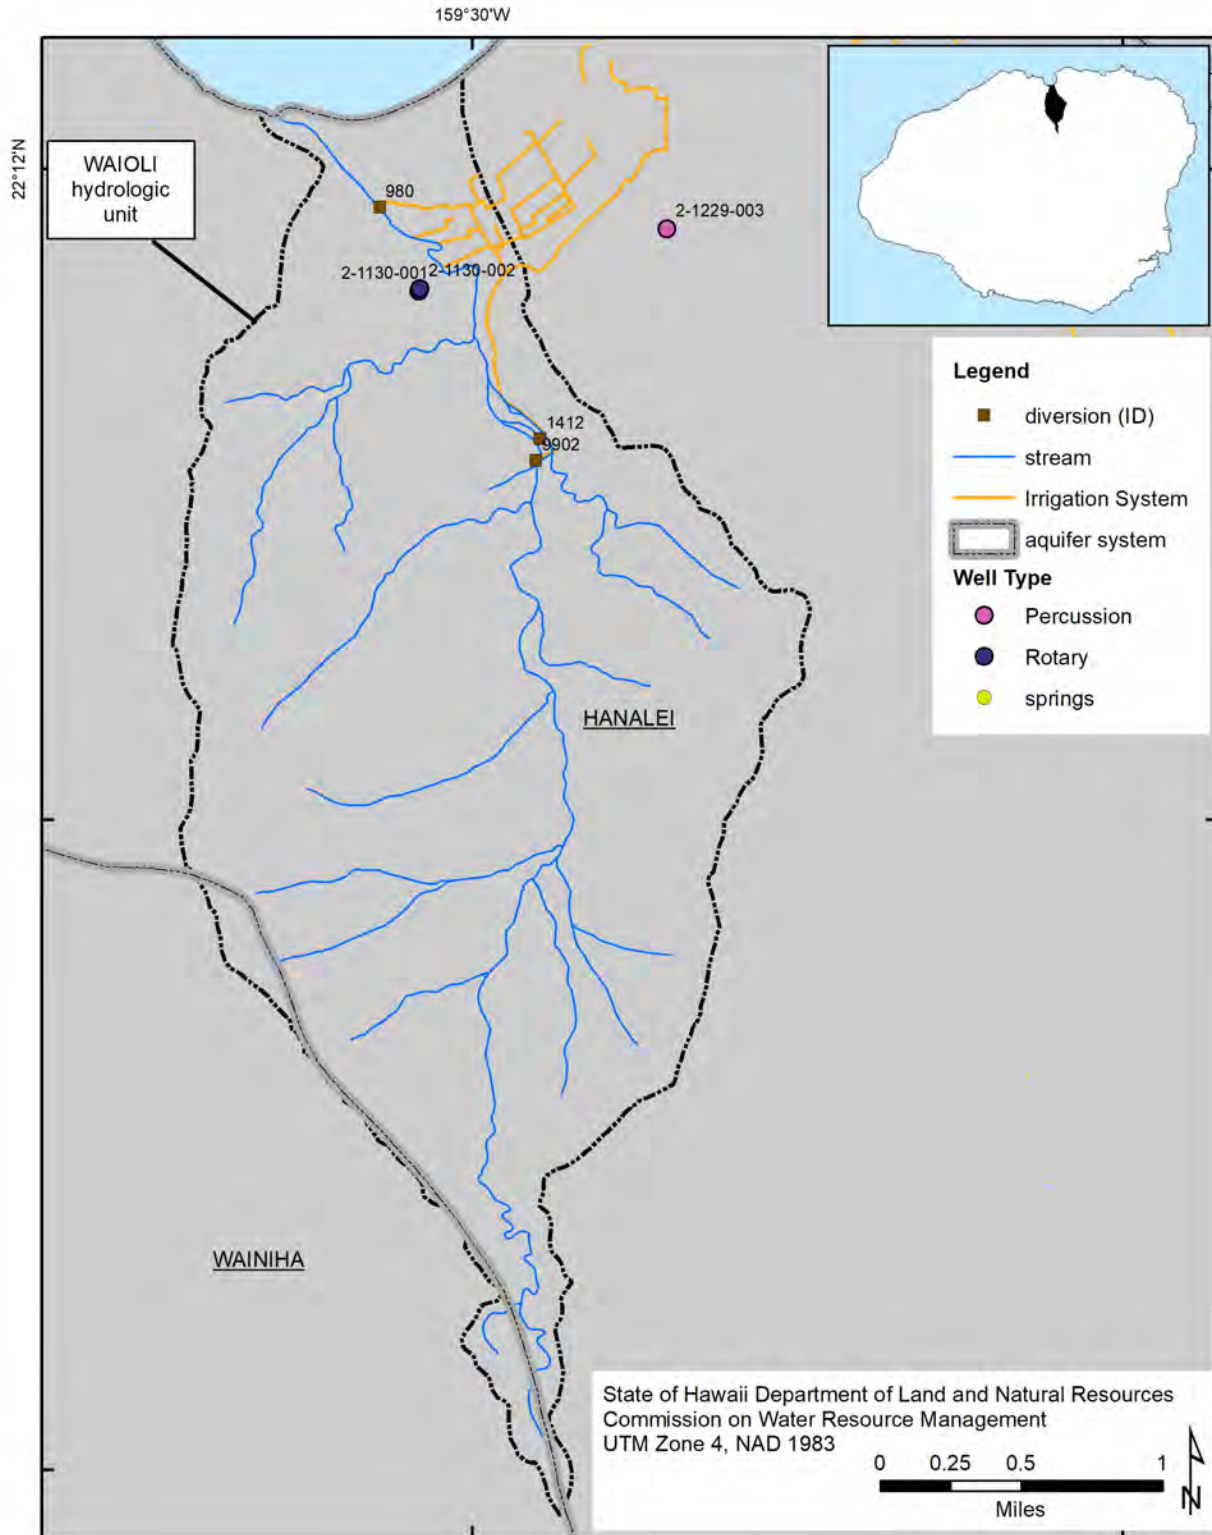 159°30'W
22°12'N
WAIOLI
hydrologic
unit
980
2-1229-003
2-1130-001
2-1130-002
1412
9902
HANALEI
WAINIHA
Legend
diversion (ID)
stream
Irrigation System
aquifer system
Well Type
Percussion
Rotary
springs
State of Hawaii Department of Land and Natural Resources
Commission on Water Resource Management
UTM Zone 4, NAD 1983
0 0.25 0.5 1
Miles
N